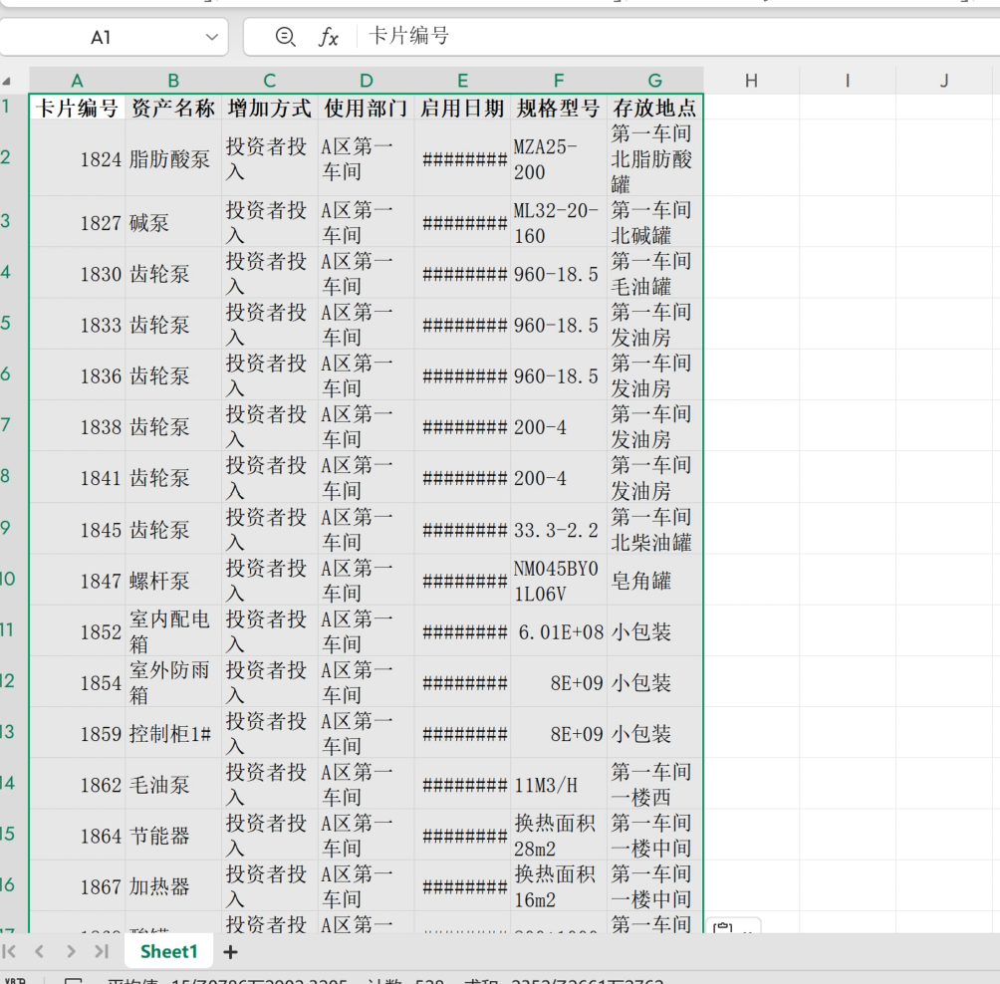 A1 卡片编号
A B C D E F G H I J
1 卡片编号 资产名称 增加方式 使用部门 启用日期 规格型号 存放地点
2 1824 脂肪酸泵 投资者投入 A区第一车间 ######## MZA25-200 第一车间北脂肪酸罐
3 1827 碱泵 投资者投入 A区第一车间 ######## ML32-20-160 第一车间北碱罐
4 1830 齿轮泵 投资者投入 A区第一车间 ######## 960-18.5 第一车间毛油罐
5 1833 齿轮泵 投资者投入 A区第一车间 ######## 960-18.5 第一车间发油房
6 1836 齿轮泵 投资者投入 A区第一车间 ######## 960-18.5 第一车间发油房
7 1838 齿轮泵 投资者投入 A区第一车间 ######## 200-4 第一车间发油房
8 1841 齿轮泵 投资者投入 A区第一车间 ######## 200-4 第一车间发油房
9 1845 齿轮泵 投资者投入 A区第一车间 ######## 33.3-2.2 第一车间北柴油罐
10 1847 螺杆泵 投资者投入 A区第一车间 ######## NM045BY01L06V 皂角罐
11 1852 室内配电箱 投资者投入 A区第一车间 ######## 6.01E+08 小包装
12 1854 室外防雨箱 投资者投入 A区第一车间 ######## 8E+09 小包装
13 1859 控制柜1# 投资者投入 A区第一车间 ######## 8E+09 小包装
14 1862 毛油泵 投资者投入 A区第一车间 ######## 11M3/H 第一车间一楼西
15 1864 节能器 投资者投入 A区第一车间 ######## 换热面积28m2 第一车间一楼中间
16 1867 加热器 投资者投入 A区第一车间 ######## 换热面积16m2 第一车间一楼中间
投资者投 A区第一 第一车间
Sheet1